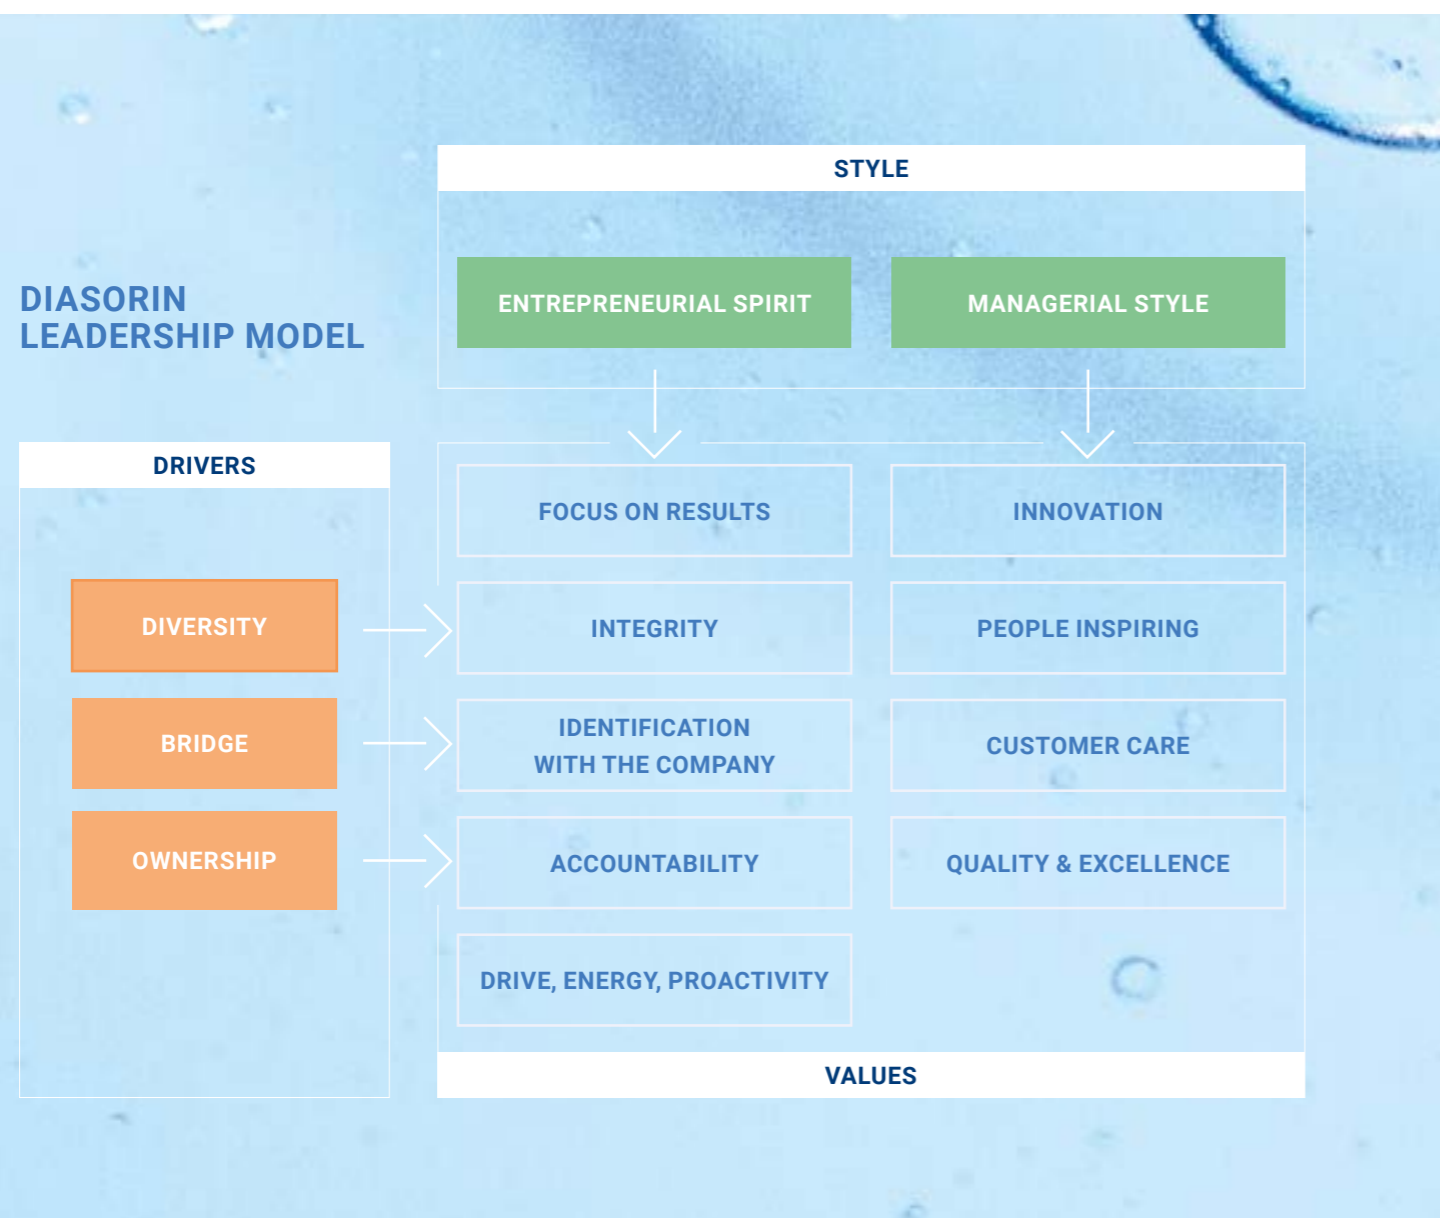 STYLE
ENTREPRENEURIAL SPIRIT
MANAGERIAL STYLE
DIASORIN
LEADERSHIP MODEL
DRIVERS
DIVERSITY
BRIDGE
OWNERSHIP
FOCUS ON RESULTS
INNOVATION
INTEGRITY
PEOPLE INSPIRING
IDENTIFICATION
WITH THE COMPANY
CUSTOMER CARE
ACCOUNTABILITY
QUALITY & EXCELLENCE
DRIVE, ENERGY, PROACTIVITY
VALUES